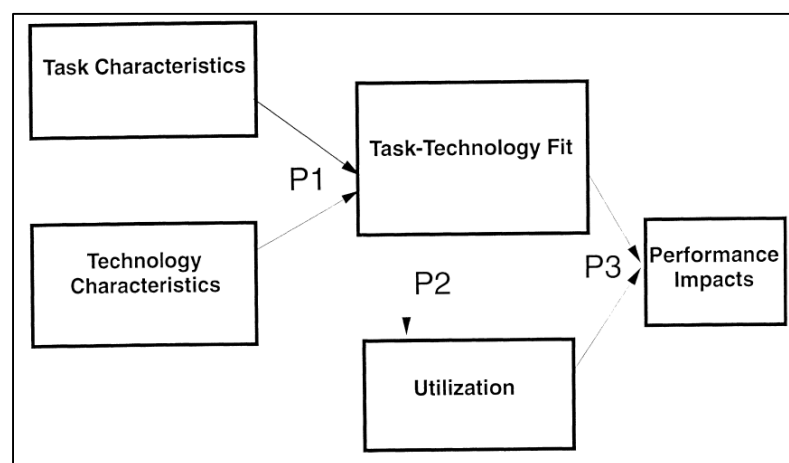 Task Characteristics
Task-Technology Fit
P1
Technology
Characteristics
P2
P3
Performance
Impacts
Utilization